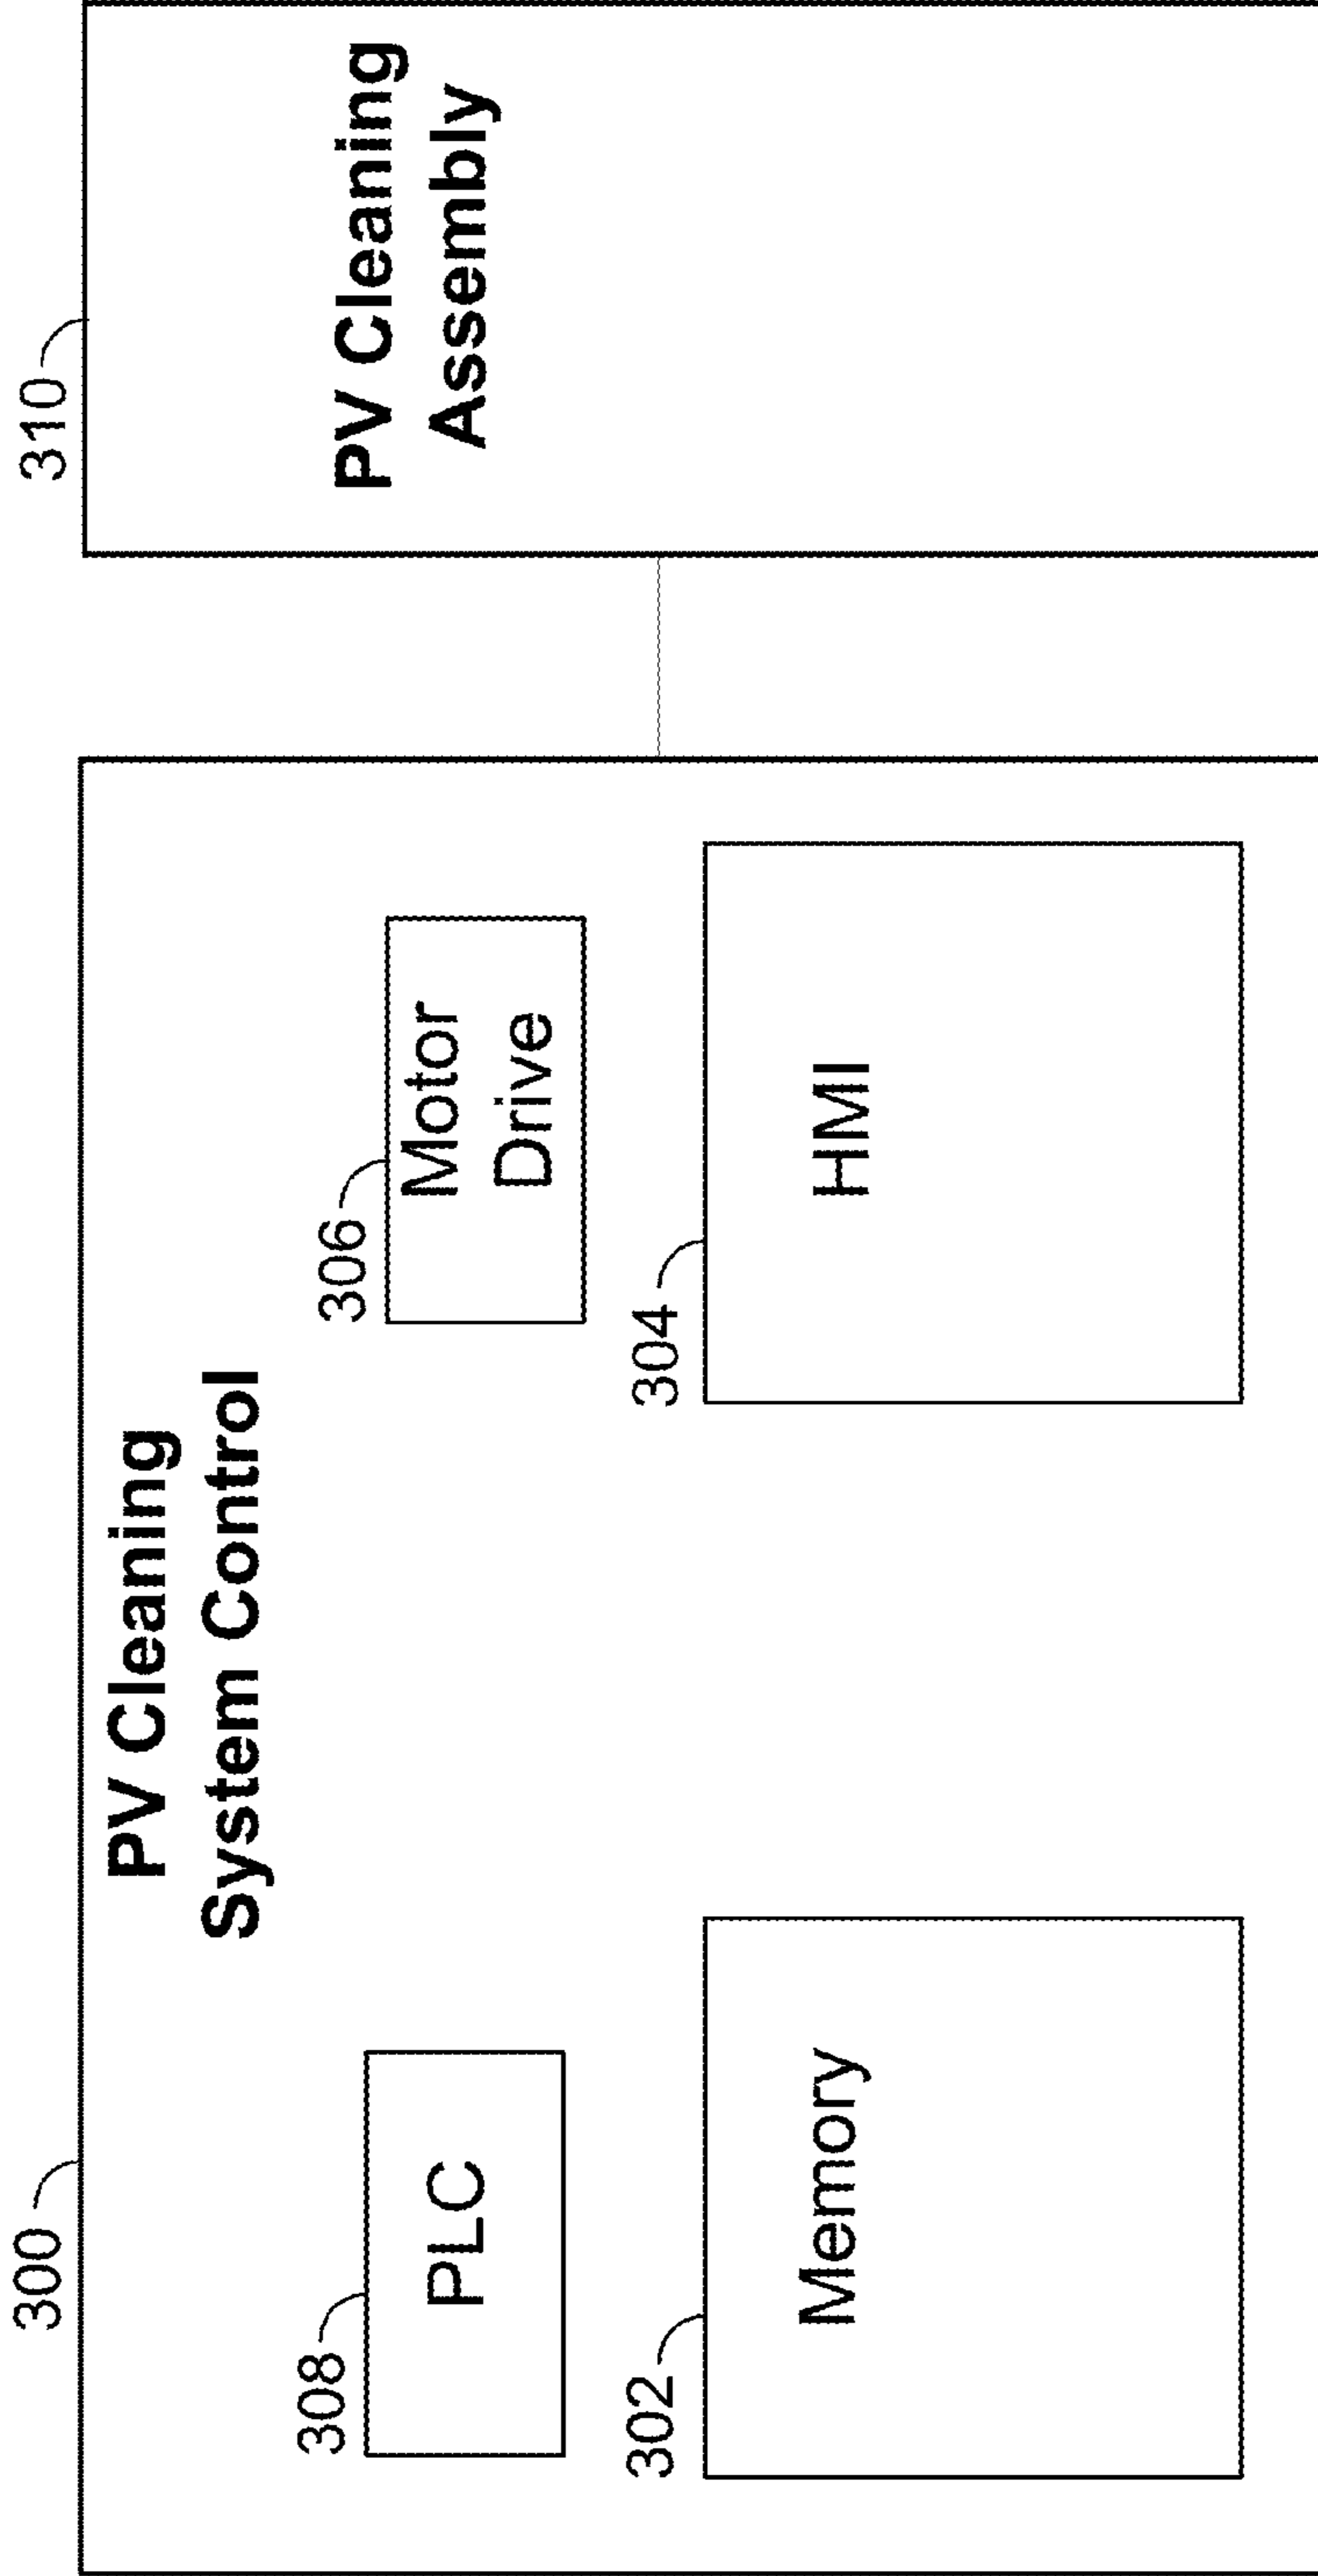 300
310
PV Cleaning
System Control
PV Cleaning
Assembly
308
PLC
306
Motor
Drive
302
Memory
304
HMI